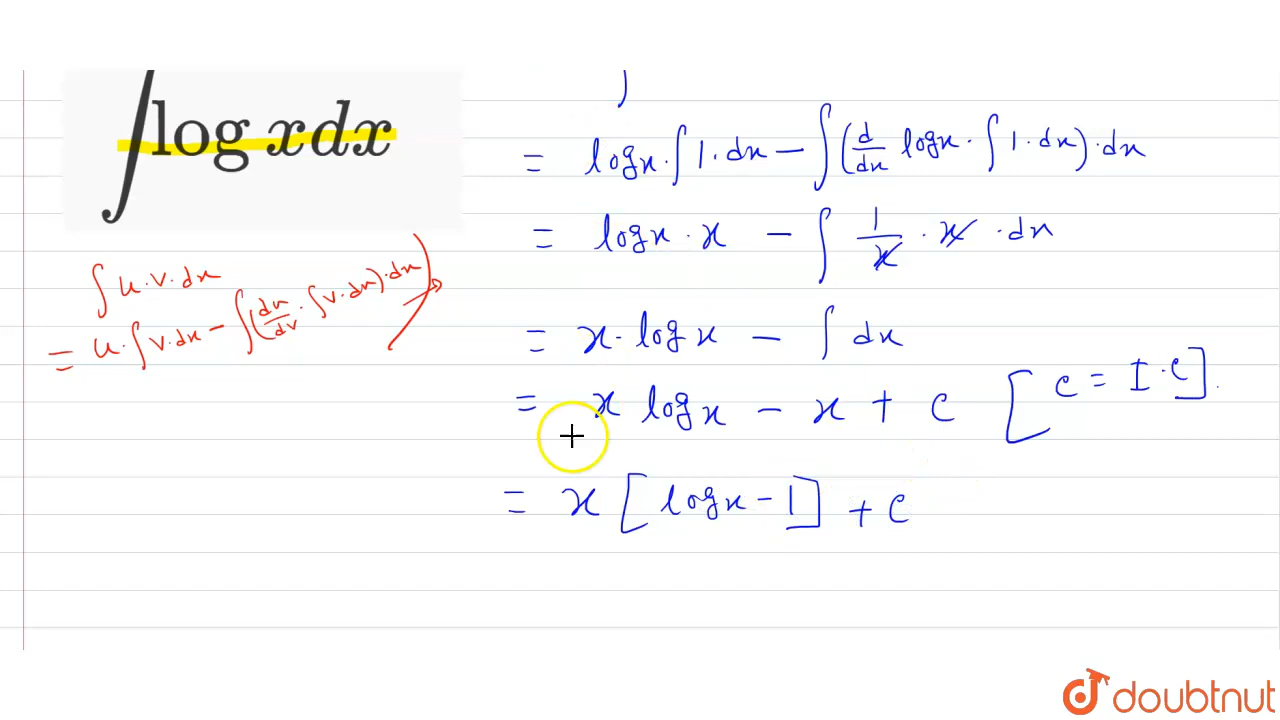 ∫log x dx
= logx·∫1·dx − ∫(d/dx logx·∫1·dx)·dx
= logx·x − ∫ 1/x · x · dx
∫u·v·dx
= u·∫v·dx − ∫(du/dv·∫v·dx)·dx)
= x·logx − ∫ dx
= x logx − x + c [c = I·C].
= x[logx − 1] + c
doubtnut